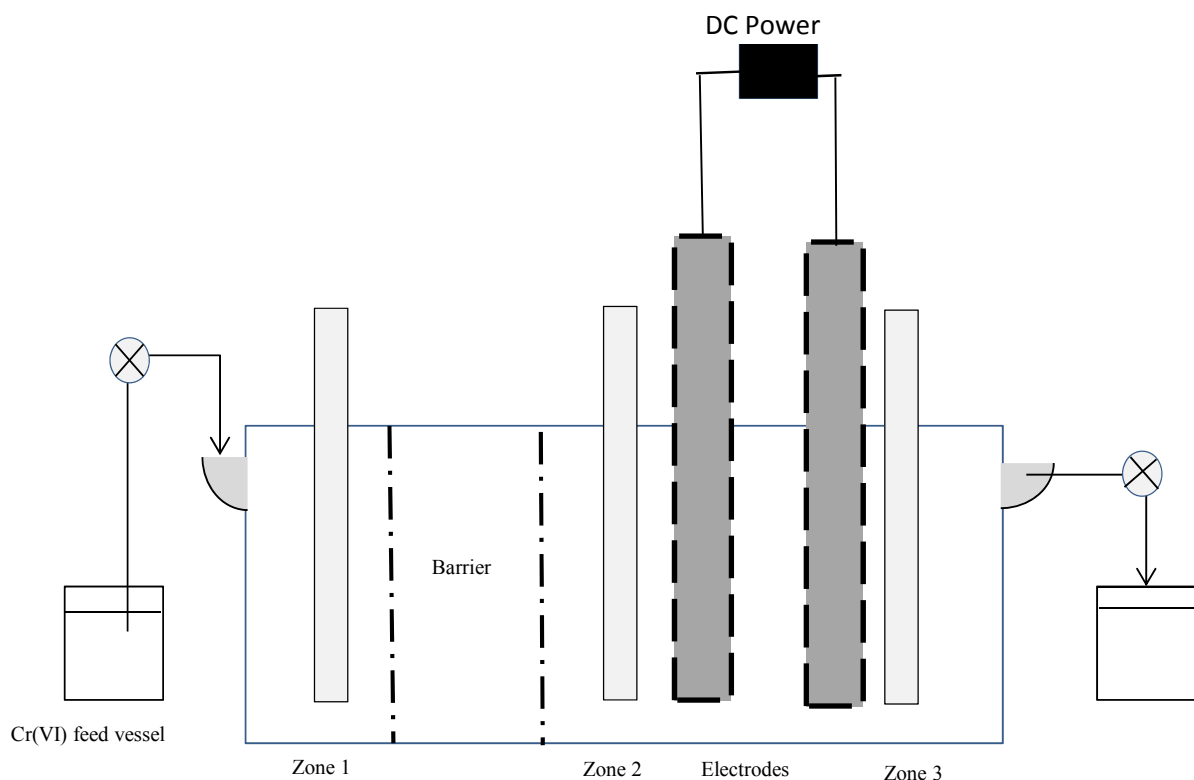 DC Power
Barrier
Cr(VI) feed vessel
Zone 1
Zone 2
Electrodes
Zone 3